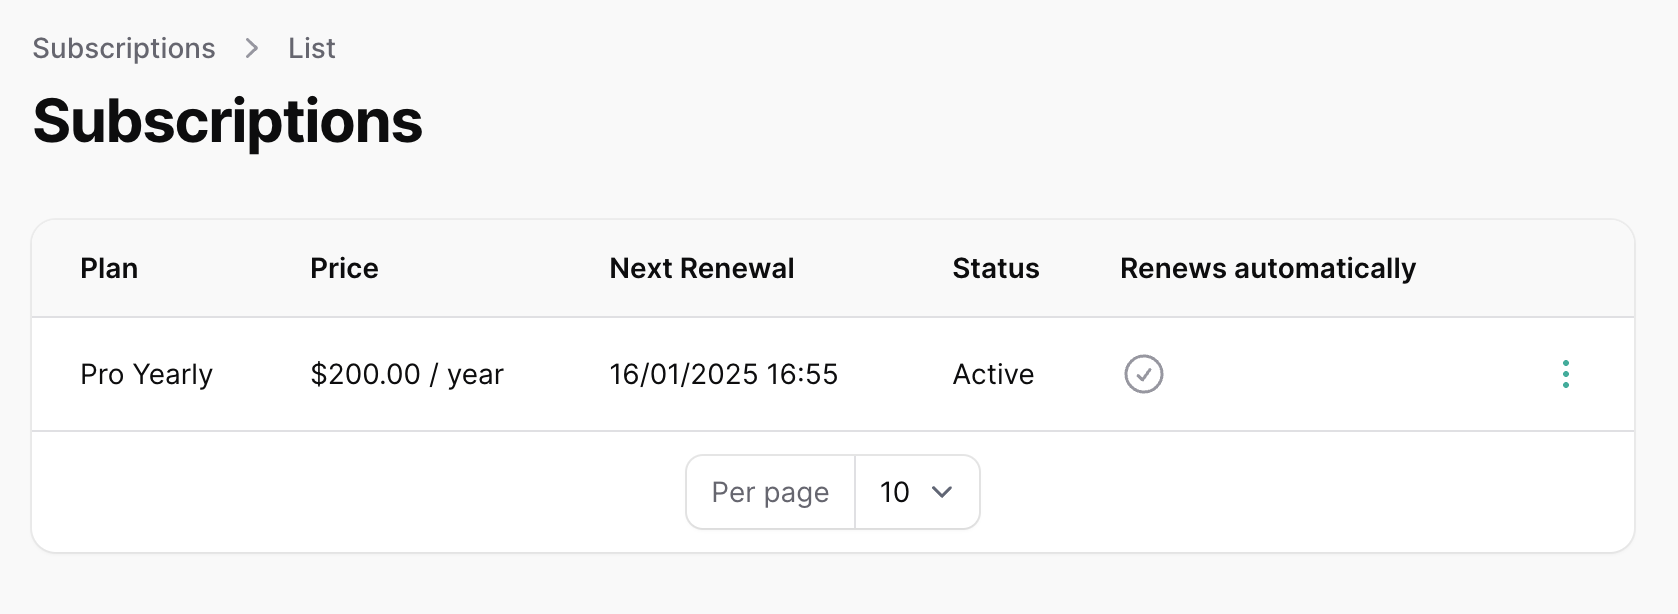 Subscriptions > List
Subscriptions
Plan Price Next Renewal Status Renews automatically
Pro Yearly $200.00 / year 16/01/2025 16:55 Active
Per page 10